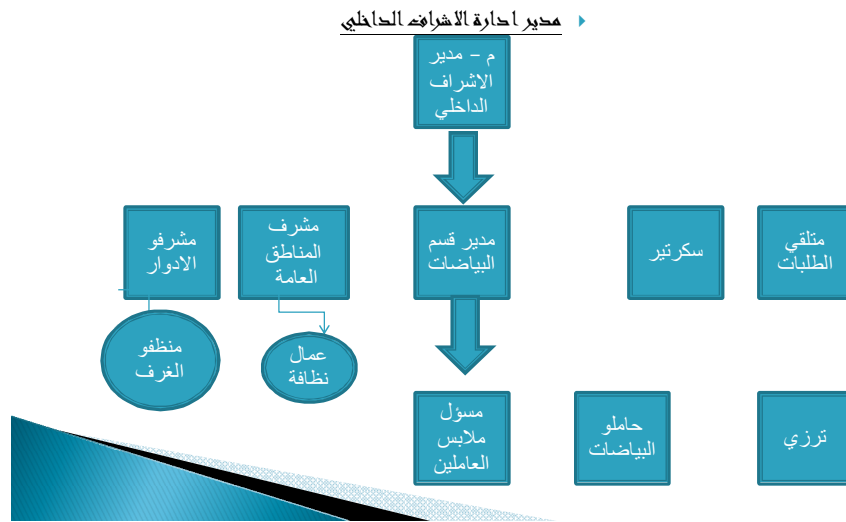 مدير ادارة الاشراف الداخلي
م – مدير
الاشراف
الداخلي
متلقي
الطلبات
سكرتير
مدير قسم
البياضات
مشرف
المناطق
العامة
مشرفو
الادوار
عمال
نظافة
منظفو
الغرف
ترزي
حاملو
البياضات
مسؤل
ملابس
العاملين